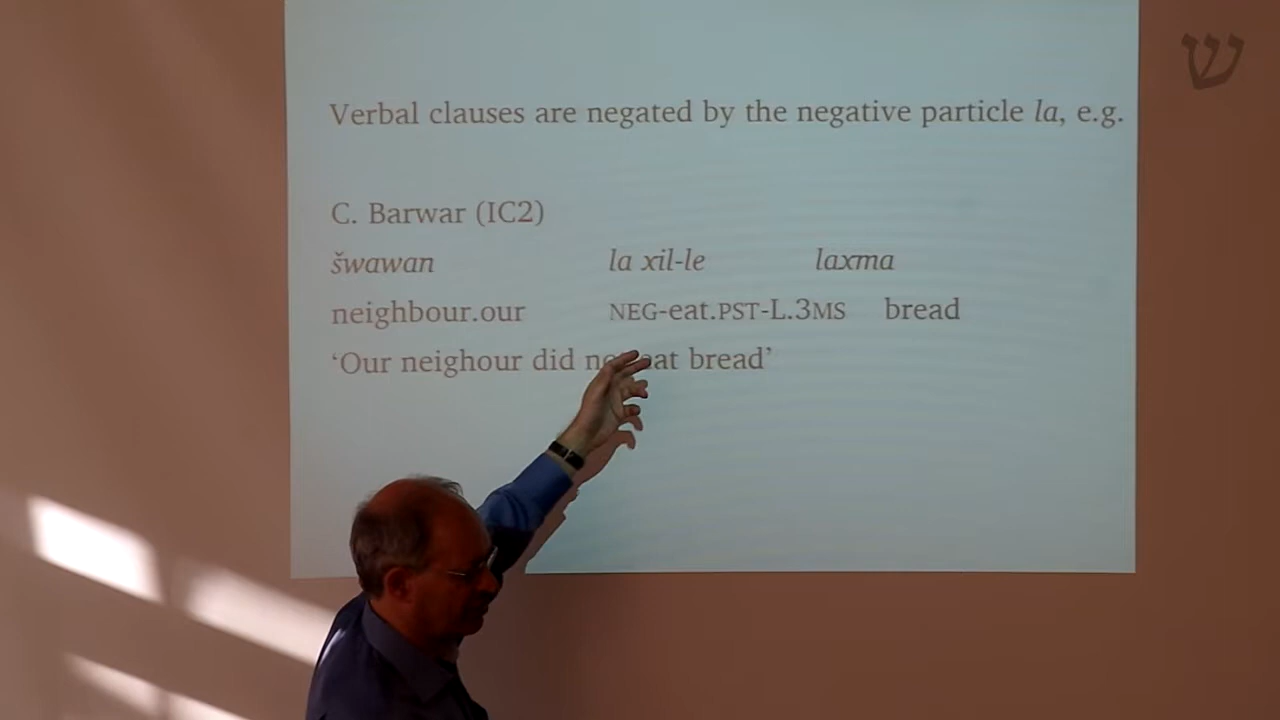 ש
Verbal clauses are negated by the negative particle la, e.g.
C. Barwar (IC2)
šwawan la xil-le laxma
neighbour.our NEG-eat.PST-L.3MS bread
‘Our neighour did not eat bread’